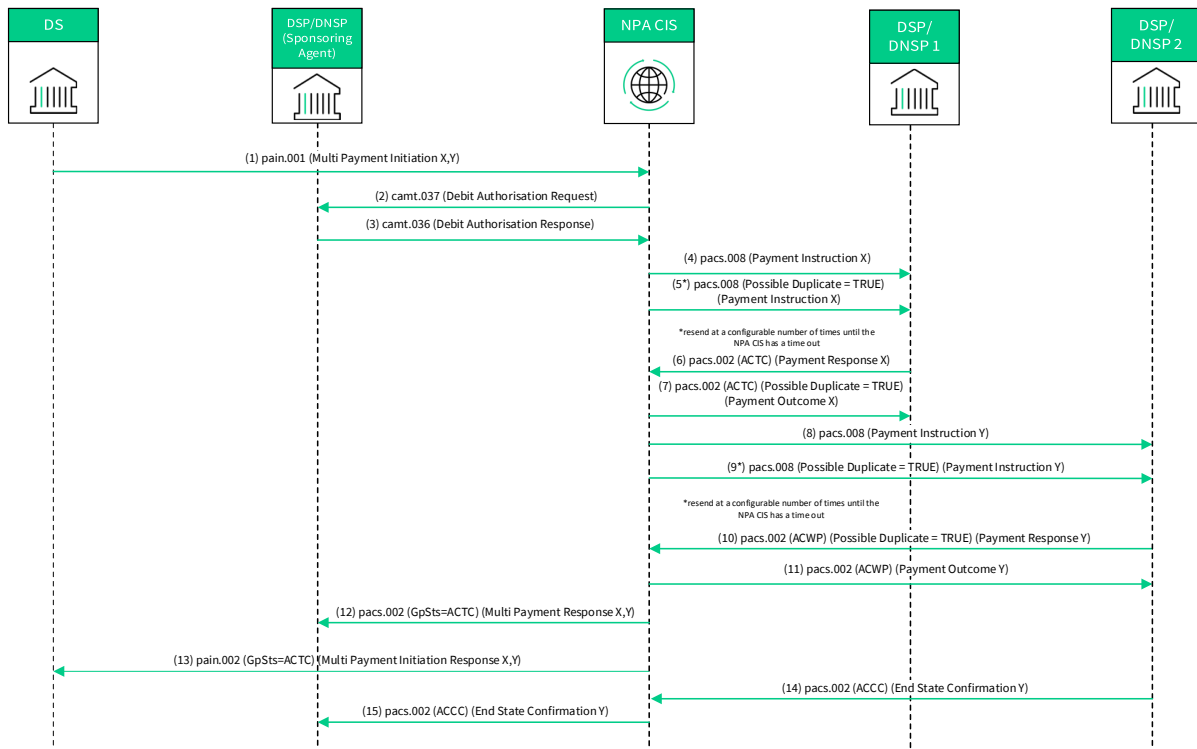 DS
DSP/DNSP
(Sponsoring
Agent)
NPA CIS
DSP/
DNSP 1
DSP/
DNSP 2
(1) pain.001 (Multi Payment Initiation X,Y)
(2) camt.037 (Debit Authorisation Request)
(3) camt.036 (Debit Authorisation Response)
(4) pacs.008 (Payment Instruction X)
(5*) pacs.008 (Possible Duplicate = TRUE)
(Payment Instruction X)
*resend at a configurable number of times until the
NPA CIS has a time out
(6) pacs.002 (ACTC) (Payment Response X)
(7) pacs.002 (ACTC) (Possible Duplicate = TRUE)
(Payment Outcome X)
(8) pacs.008 (Payment Instruction Y)
(9*) pacs.008 (Possible Duplicate = TRUE) (Payment Instruction Y)
*resend at a configurable number of times until the
NPA CIS has a time out
(10) pacs.002 (ACWP) (Possible Duplicate = TRUE) (Payment Response Y)
(11) pacs.002 (ACWP) (Payment Outcome Y)
(12) pacs.002 (GpSts=ACTC) (Multi Payment Response X,Y)
(13) pain.002 (GpSts=ACTC) (Multi Payment Initiation Response X,Y)
(14) pacs.002 (ACCC) (End State Confirmation Y)
(15) pacs.002 (ACCC) (End State Confirmation Y)